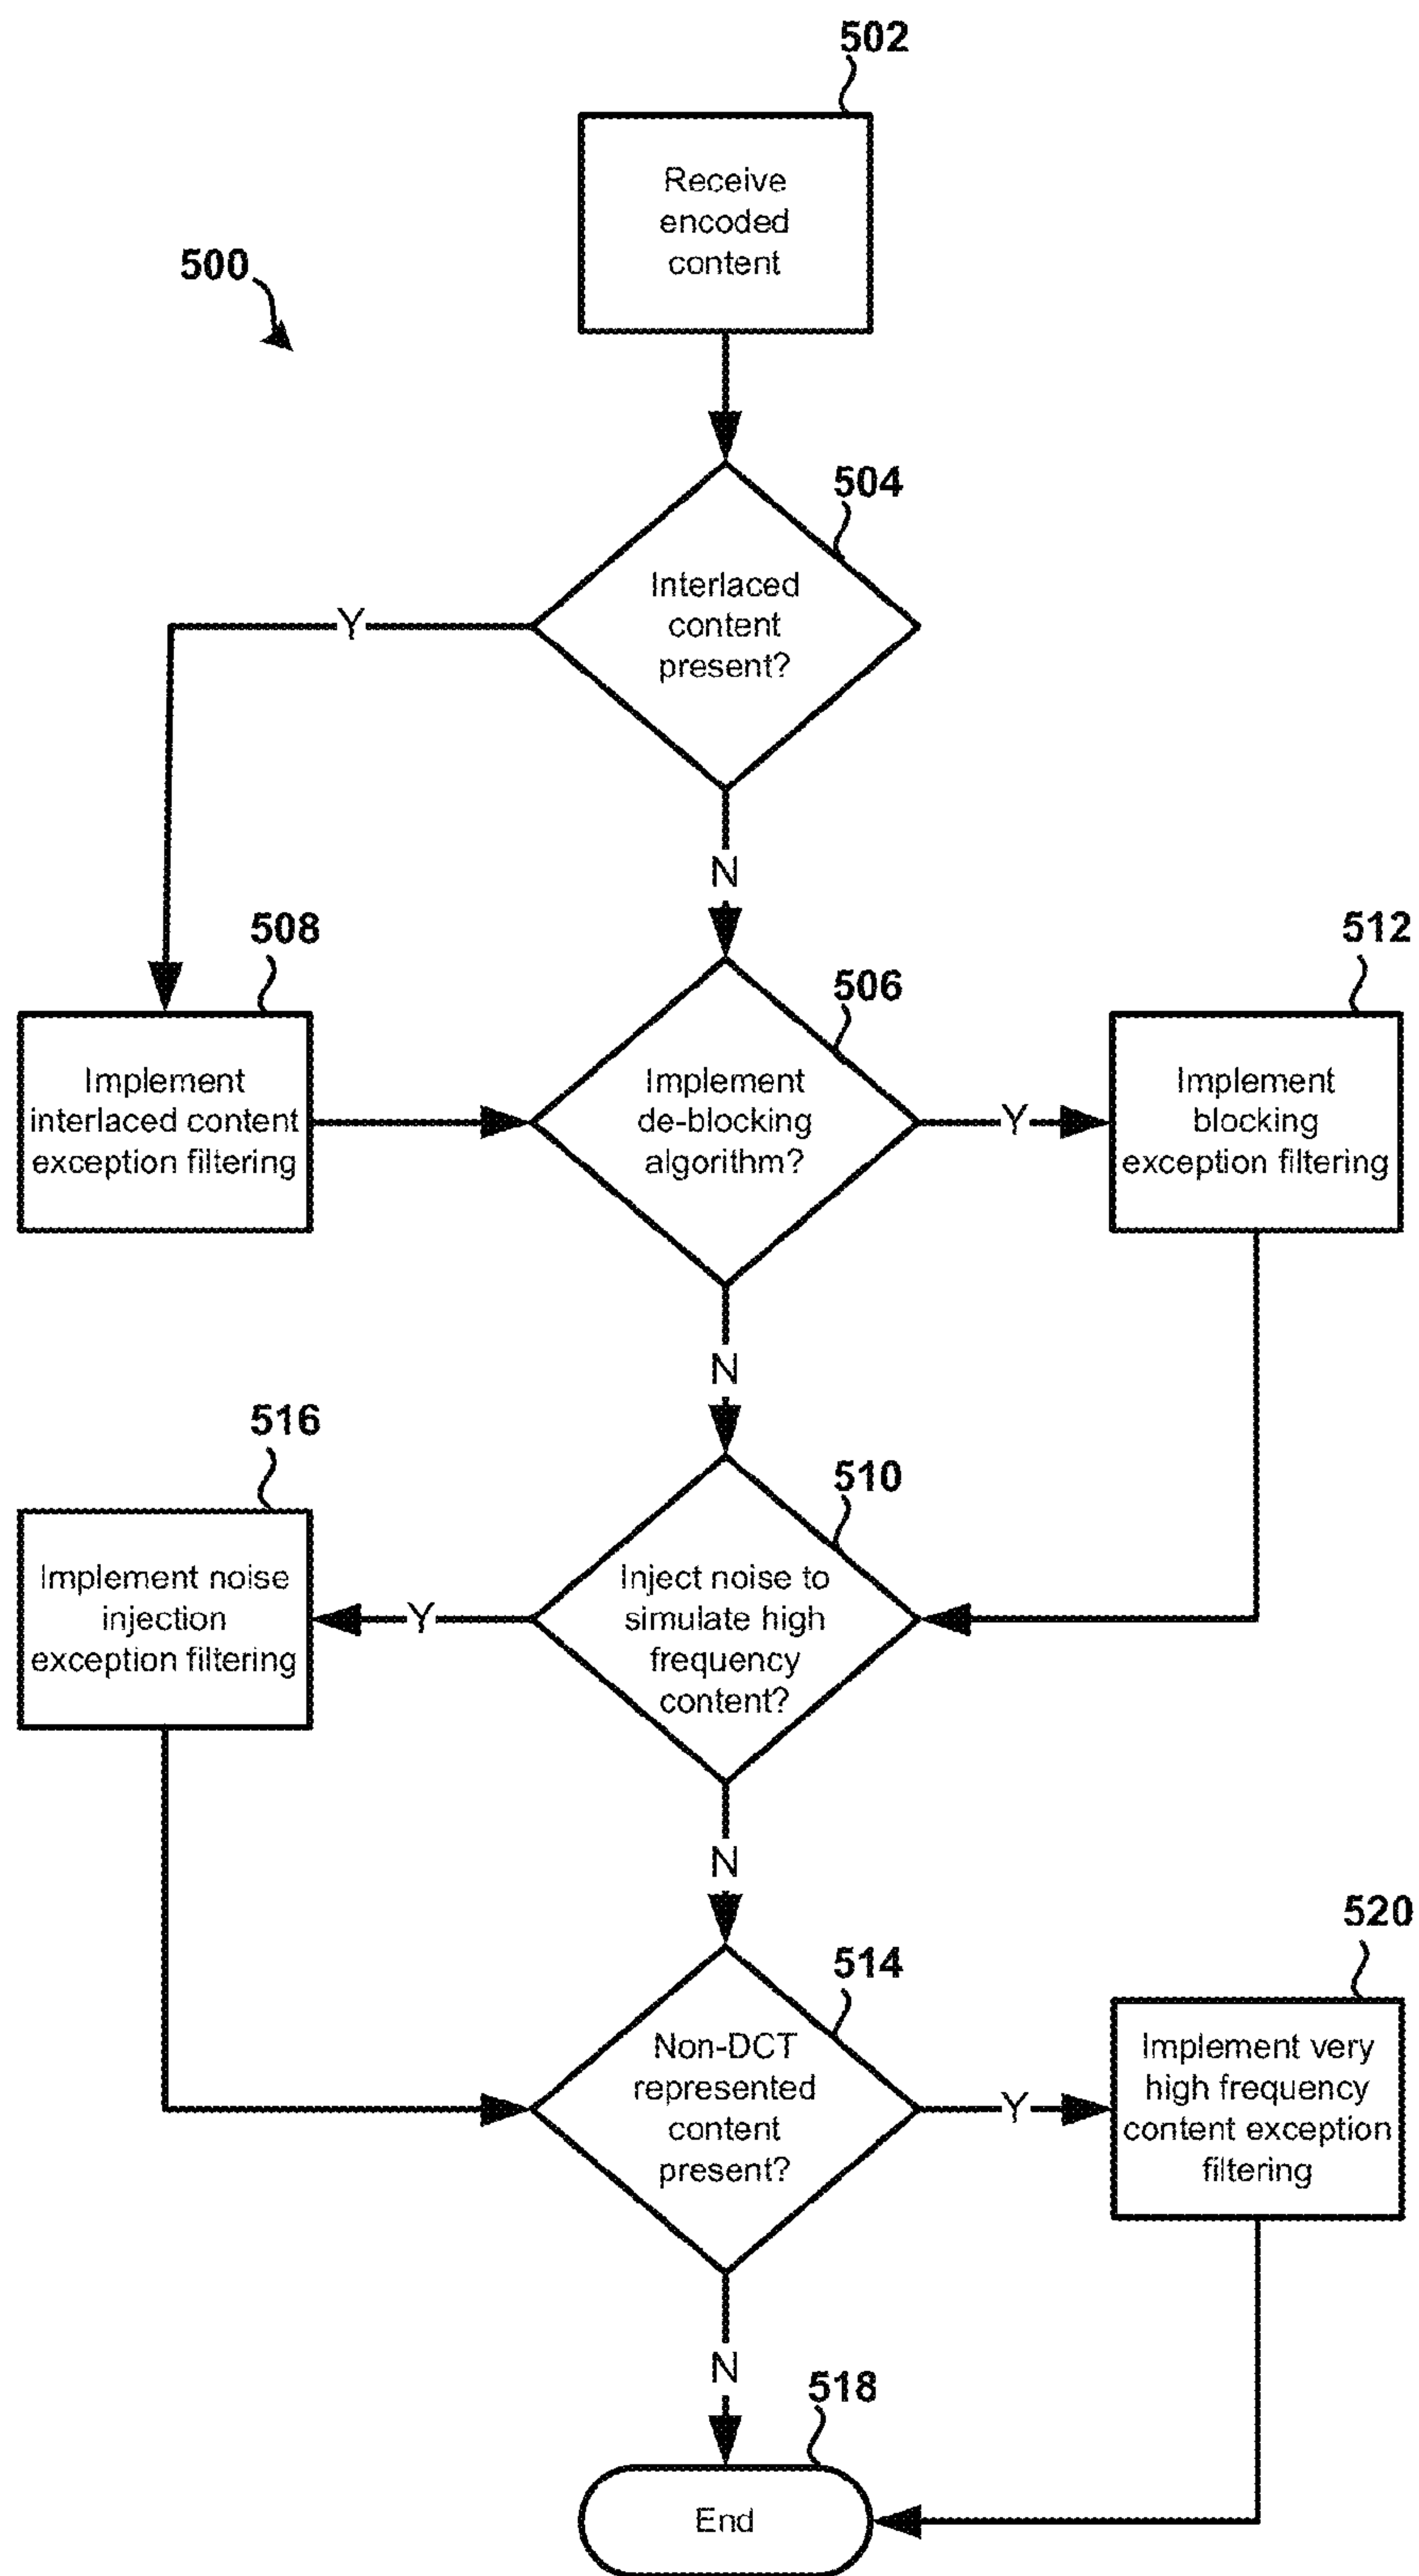 502
Receive
encoded
content
500
504
Interlaced
content
present?
Y
N
508
Implement
interlaced content
exception filtering
506
Implement
de-blocking
algorithm?
Y
512
Implement
blocking
exception filtering
N
516
Implement noise
injection
exception filtering
510
Inject noise to
simulate high
frequency
content?
Y
N
514
Non-DCT
represented
content
present?
Y
520
Implement very
high frequency
content exception
filtering
N
518
End